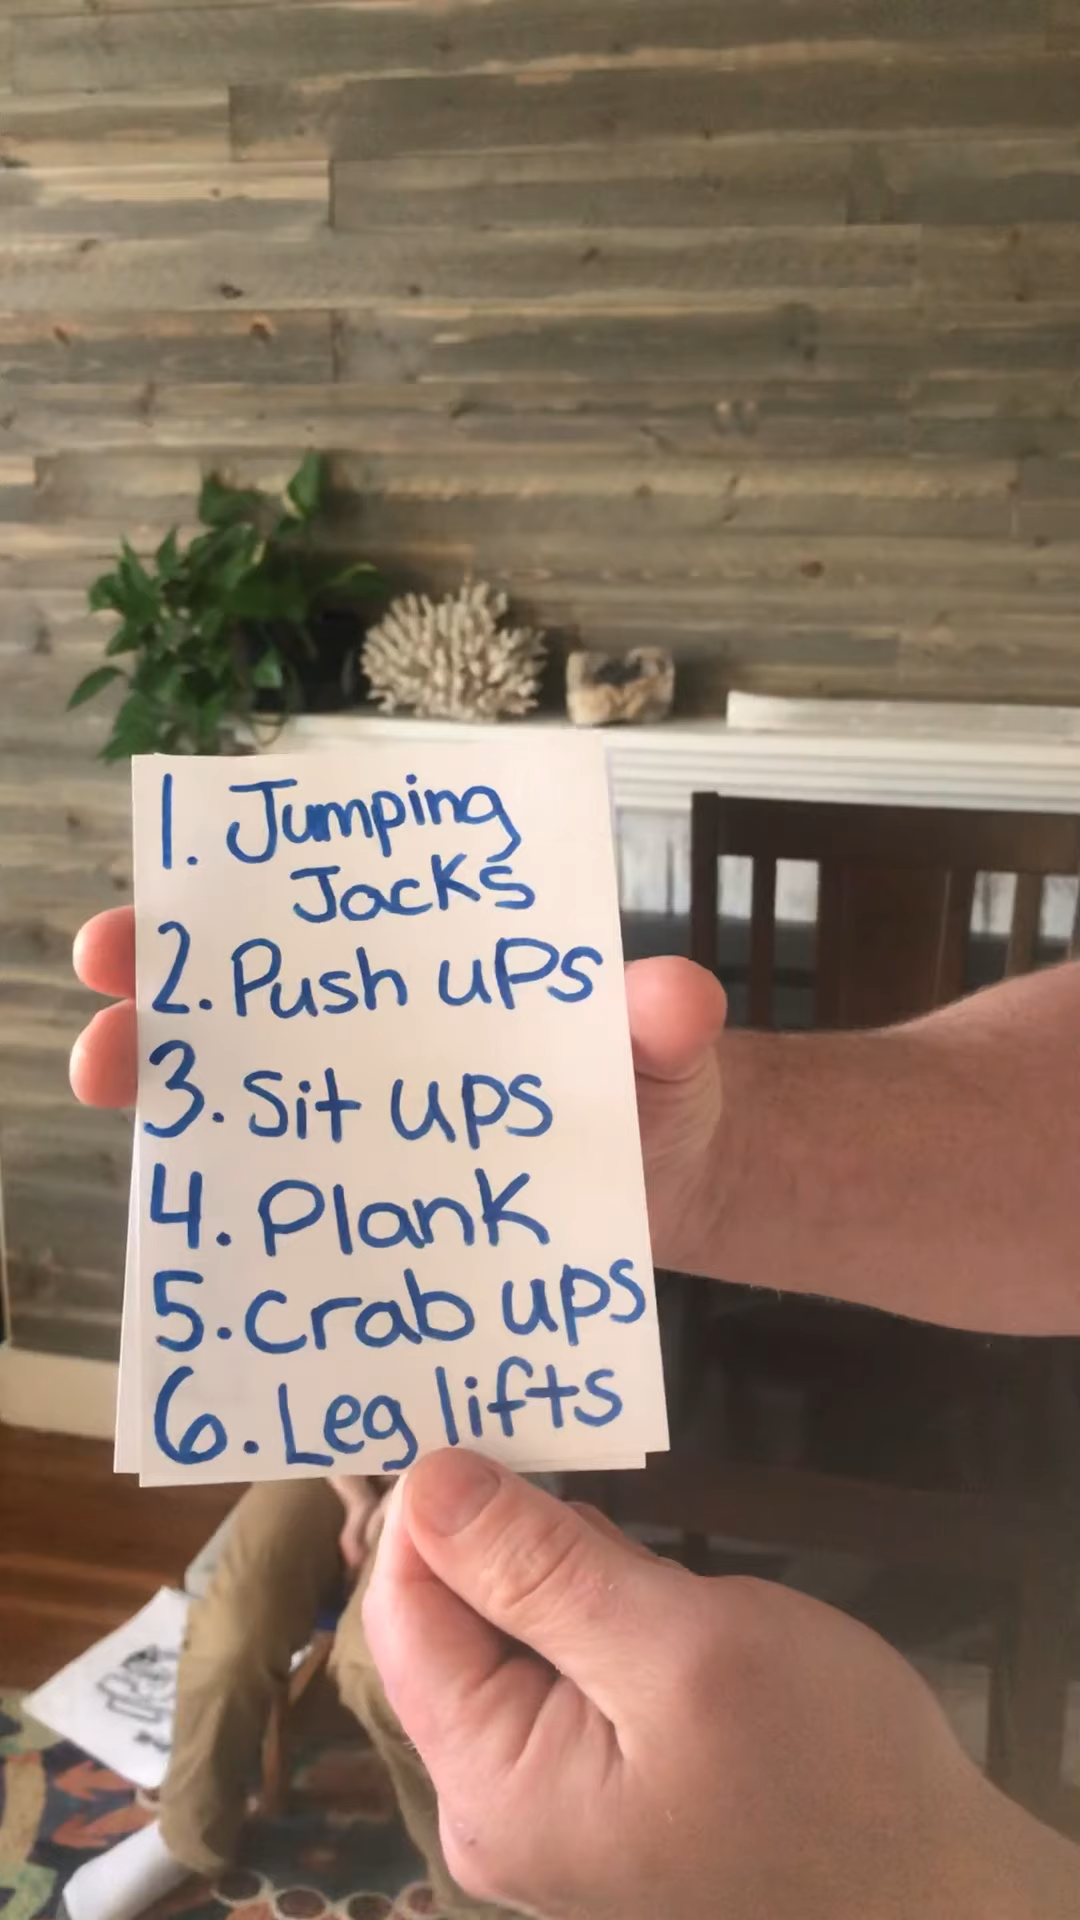 1. Jumping
Jacks
2. Push ups
3. Sit ups
4. Plank
5. Crab ups
6. Leg lifts